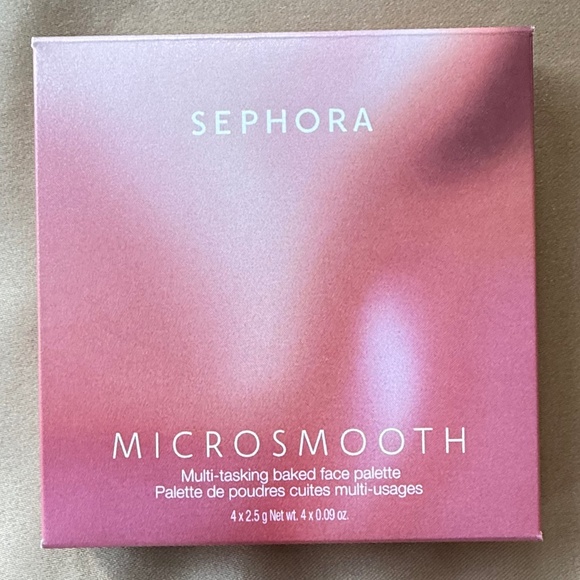 SEPHORA
MICROSMOOTH
Multi-tasking baked face palette
Palette de poudres cuites multi-usages
4 x 2.5 g Net wt. 4 x 0.09 oz.